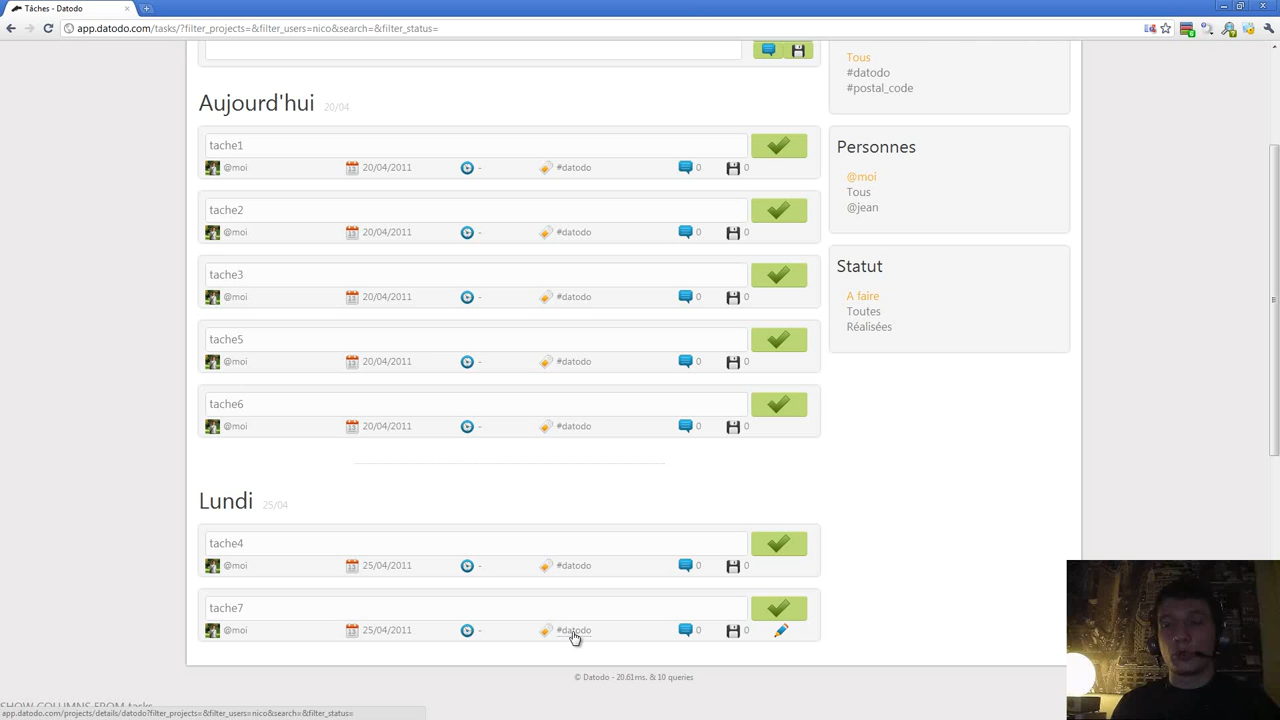 Tâches - Datodo
app.datodo.com/tasks/?filter_projects=&filter_users=nico&search=&filter_status=
Tous
#datodo
#postal_code
Aujourd'hui 20/04
tache1
@moi 20/04/2011 - #datodo 0 0
tache2
@moi 20/04/2011 - #datodo 0 0
tache3
@moi 20/04/2011 - #datodo 0 0
tache5
@moi 20/04/2011 - #datodo 0 0
tache6
@moi 20/04/2011 - #datodo 0 0
Lundi 25/04
tache4
@moi 25/04/2011 - #datodo 0 0
tache7
@moi 25/04/2011 - #datodo 0 0
Personnes
@moi
Tous
@jean
Statut
A faire
Toutes
Réalisées
© Datodo - 20.61ms. & 10 queries
SHOW COLUMNS FROM tasks
app.datodo.com/projects/details/datodo?filter_projects=&filter_users=nico&search=&filter_status=